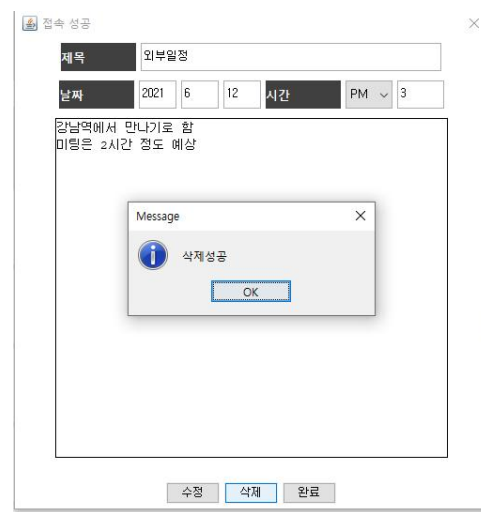 접속 성공
제목 외부일정
날짜 2021 6 12 시간 PM 3
강남역에서 만나기로 함
미팅은 2시간 정도 예상
Message
삭제성공
OK
수정 삭제 완료